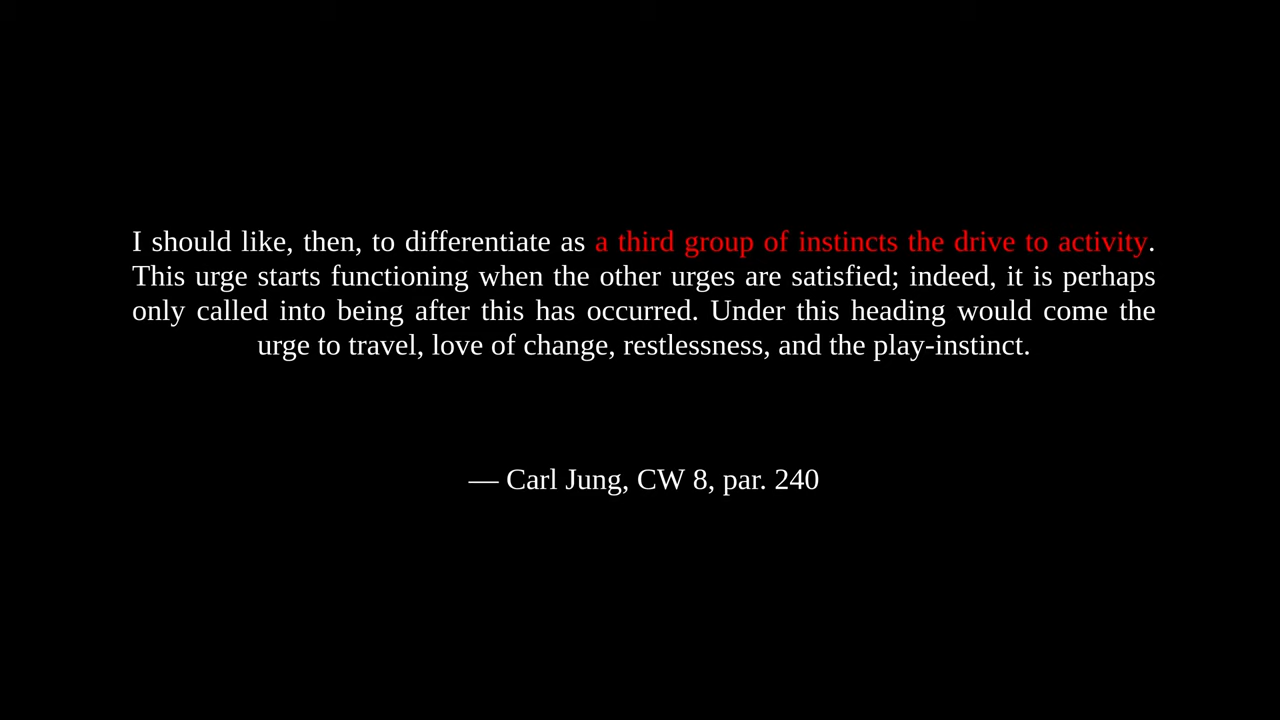 I should like, then, to differentiate as a third group of instincts the drive to activity.
This urge starts functioning when the other urges are satisfied; indeed, it is perhaps
only called into being after this has occurred. Under this heading would come the
urge to travel, love of change, restlessness, and the play-instinct.
— Carl Jung, CW 8, par. 240